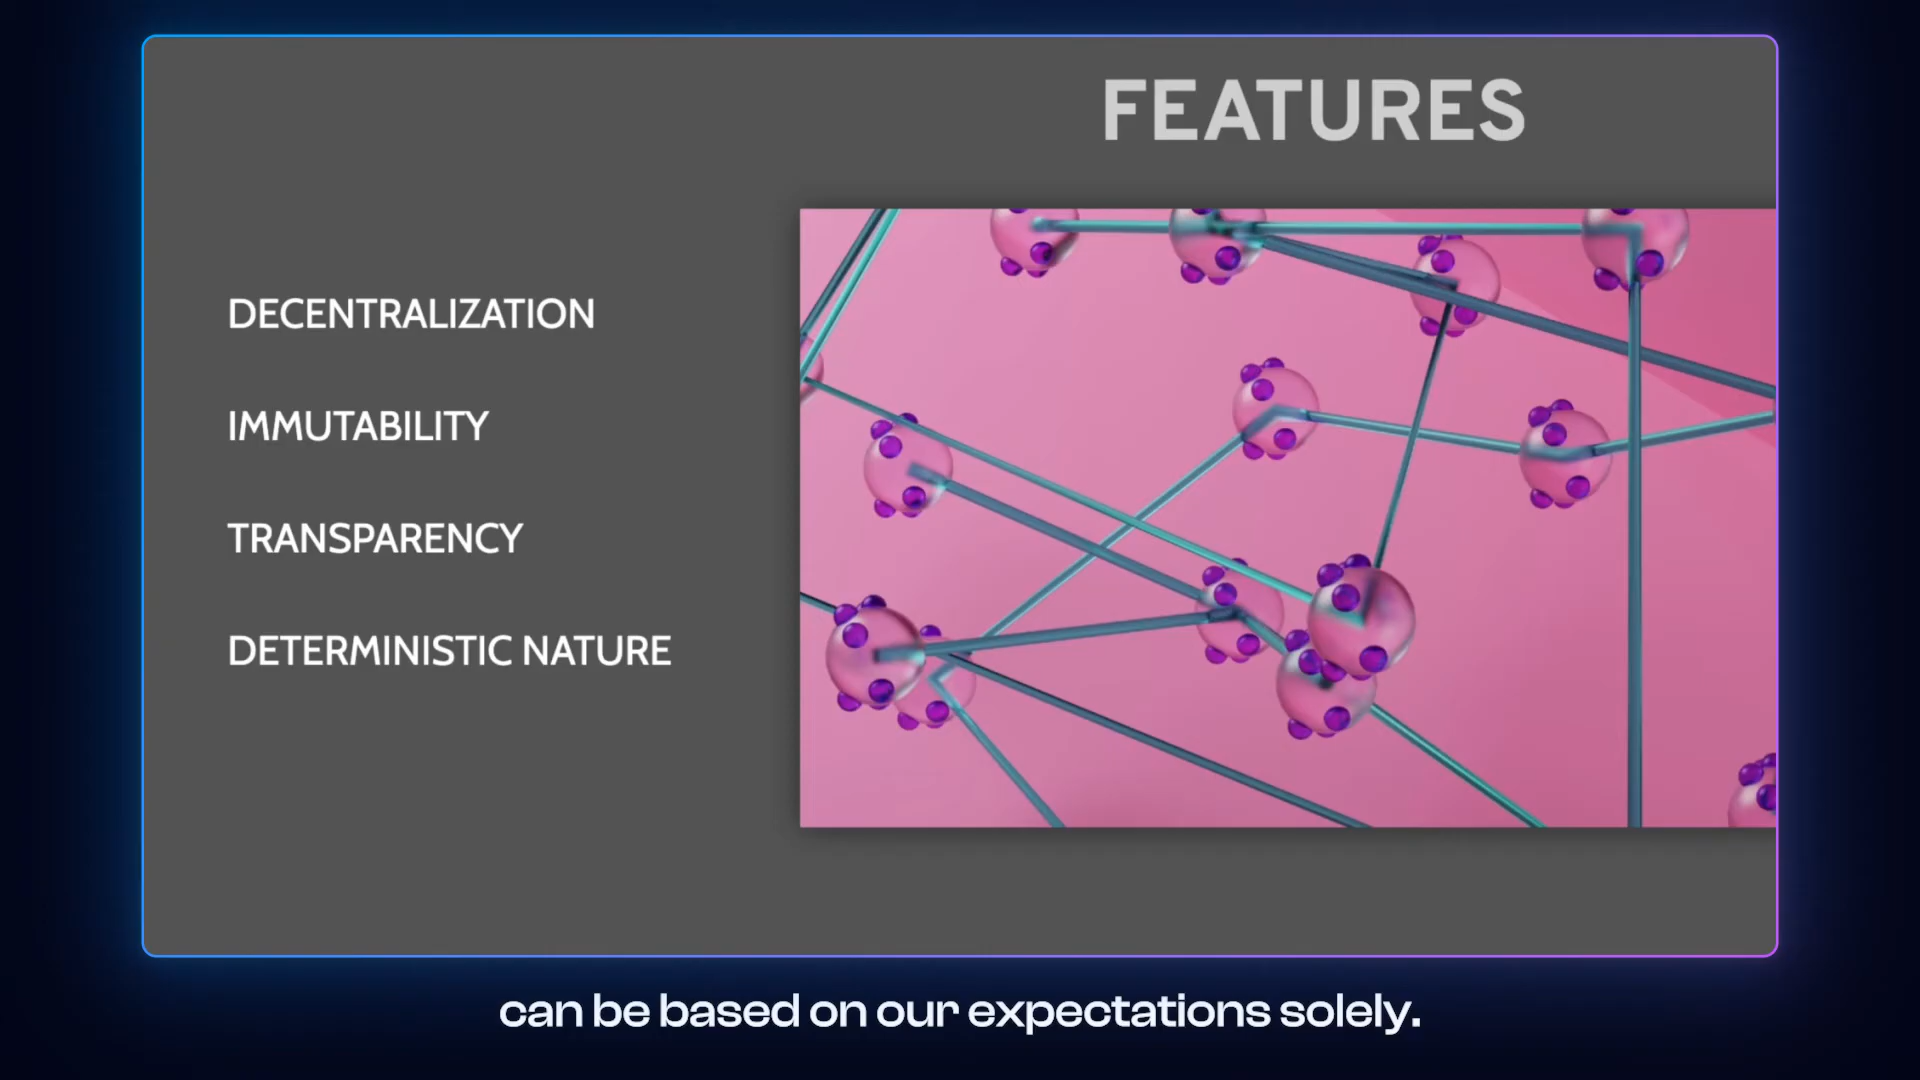 FEATURES
DECENTRALIZATION
IMMUTABILITY
TRANSPARENCY
DETERMINISTIC NATURE
can be based on our expectations solely.